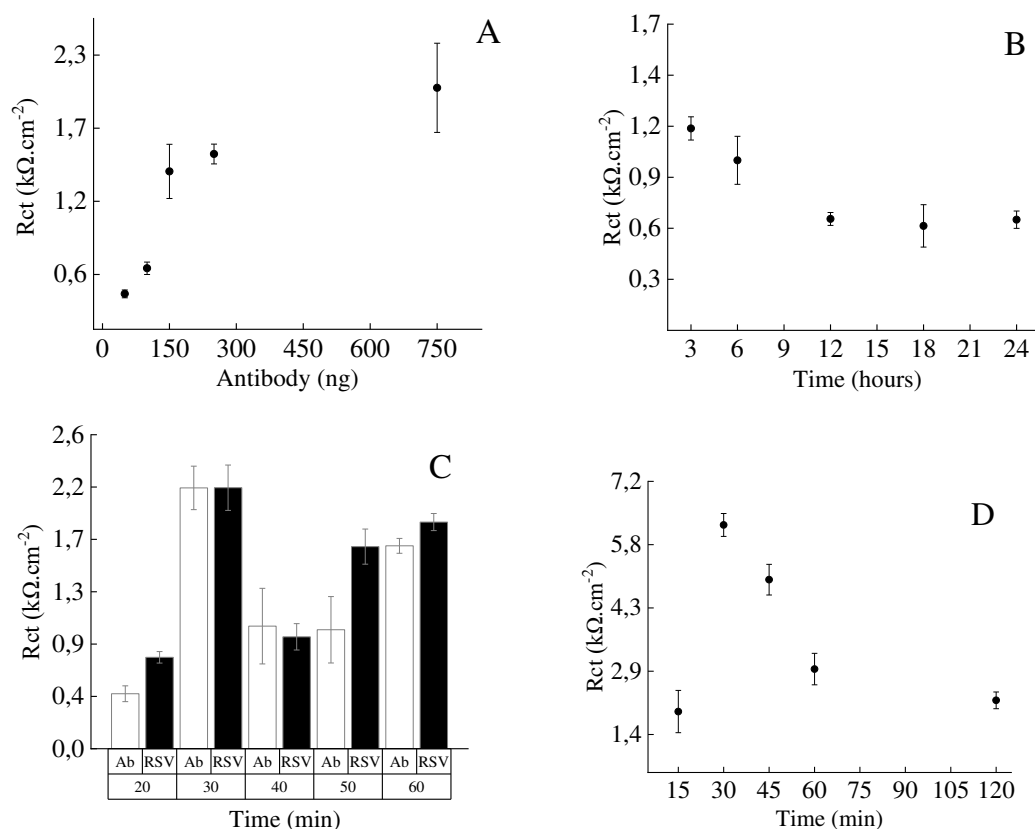 A
2,3
1,7
1,2
0,6
Rct (kΩ.cm⁻²)
0 150 300 450 600 750
Antibody (ng)
B
1,7
1,4
1,2
0,9
0,6
0,3
Rct (kΩ.cm⁻²)
3 6 9 12 15 18 21 24
Time (hours)
C
2,6
2,2
1,7
1,3
0,9
0,4
0,0
Rct (kΩ.cm⁻²)
Ab RSV Ab RSV Ab RSV Ab RSV Ab RSV
20 30 40 50 60
Time (min)
D
7,2
5,8
4,3
2,9
1,4
Rct (kΩ.cm⁻²)
15 30 45 60 75 90 105 120
Time (min)